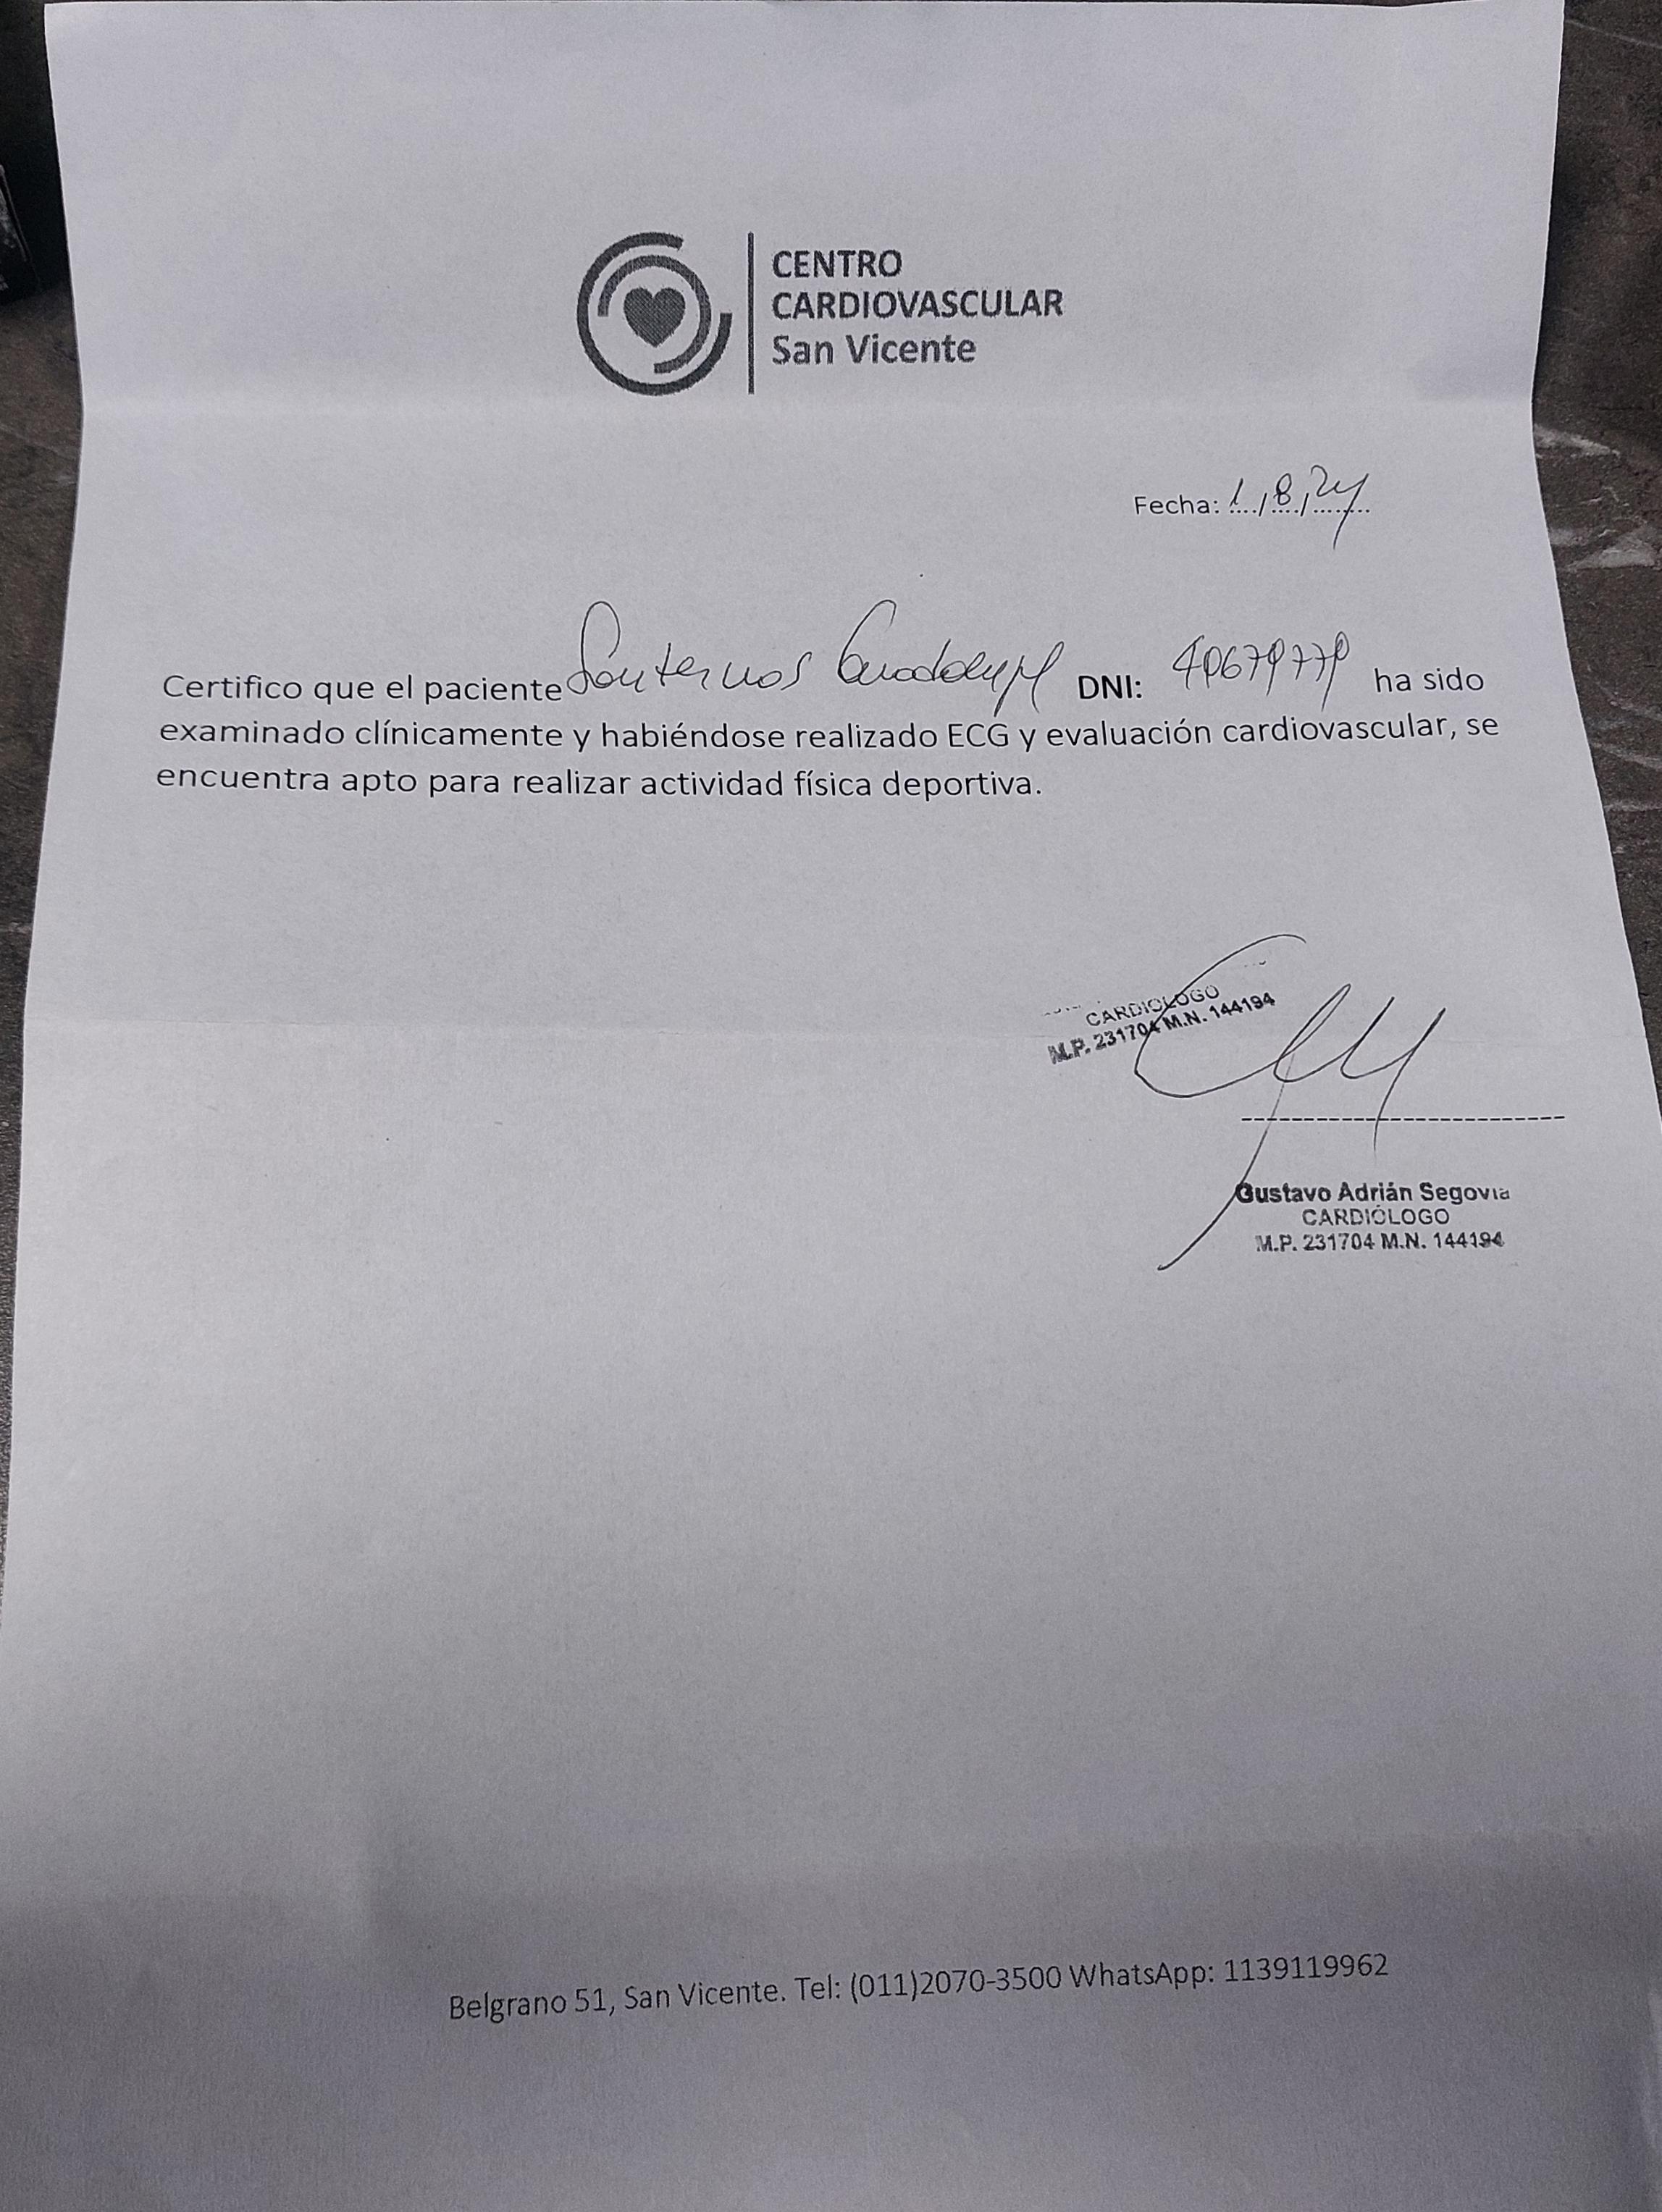 CENTRO
CARDIOVASCULAR
San Vicente
Fecha: 1/8/24
Certifico que el paciente Guadalupe DNI: ha sido
examinado clínicamente y habiéndose realizado ECG y evaluación cardiovascular, se
encuentra apto para realizar actividad física deportiva.
CARDIOLOGO
M.P. 231704 M.N. 144194
Gustavo Adrián Segovia
CARDIÓLOGO
M.P. 231704 M.N. 144194
Belgrano 51, San Vicente. Tel: (011)2070-3500 WhatsApp: 1139119962